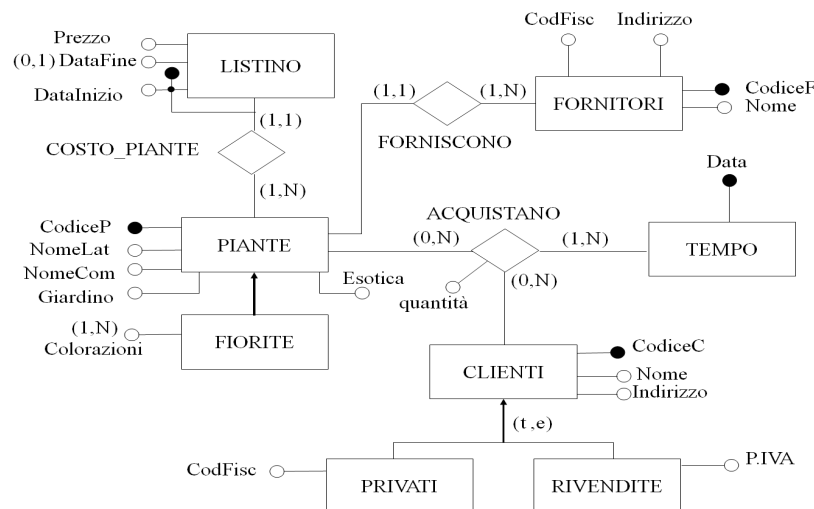 CodFisc
Indirizzo
Prezzo
(0,1) DataFine
LISTINO
DataInizio
(1,1)
(1,N)
FORNITORI
CodiceF
Nome
(1,1)
COSTO_PIANTE
FORNISCONO
Data
(1,N)
CodiceP
NomeLat
NomeCom
Giardino
PIANTE
ACQUISTANO
(0,N)
(1,N)
TEMPO
Esotica
quantità
(0,N)
(1,N)
Colorazioni
FIORITE
CLIENTI
CodiceC
Nome
Indirizzo
(t,e)
CodFisc
PRIVATI
RIVENDITE
P.IVA